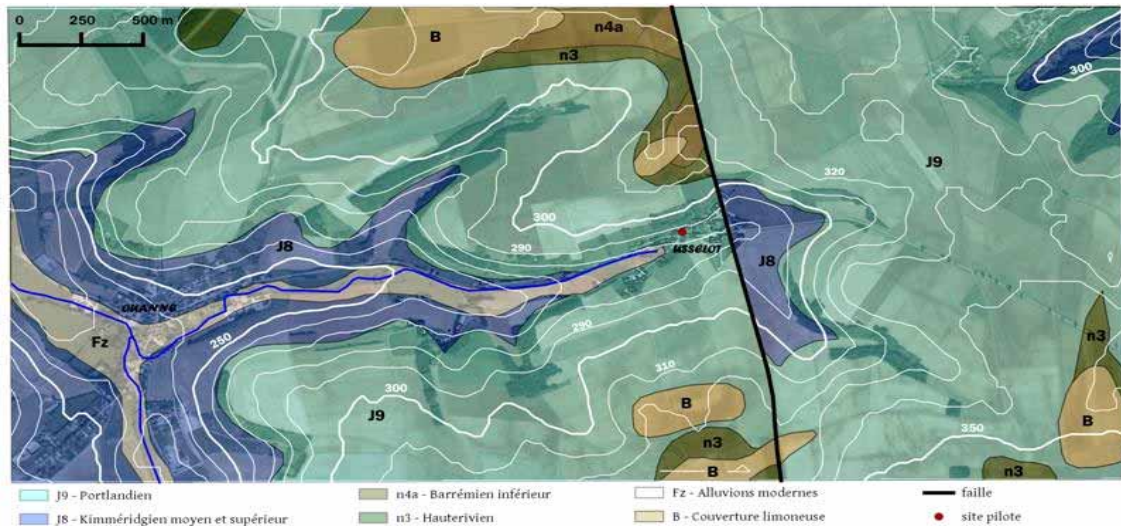 0 250 500 m
B
n4a
n3
300
J9
320
300
290
USSELOT
J8
J8
OUANNE
Fz
250
290
310
300
J9
B
n3
B
n3
B
350
n3
J9 - Portlandien
J8 - Kimméridgien moyen et supérieur
n4a - Barrémien inférieur
n3 - Hauterivien
Fz - Alluvions modernes
B - Couverture limoneuse
faille
site pilote